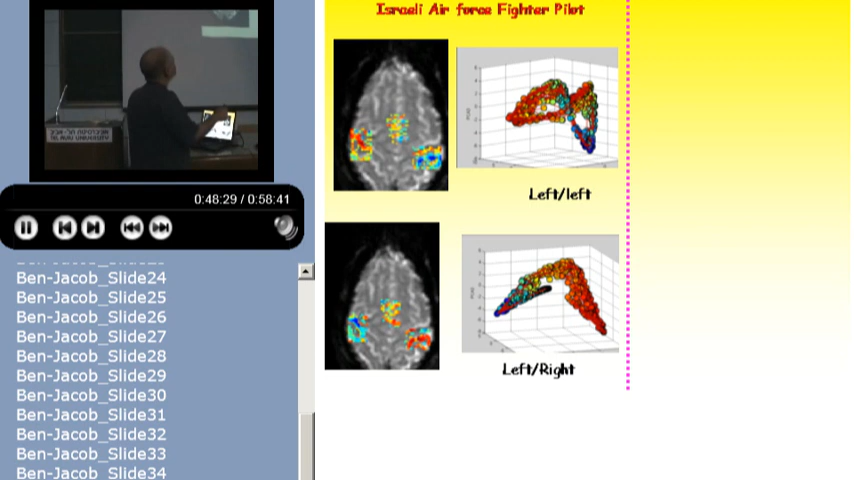 Israeli Air force Fighter Pilot
Left/left
Left/Right
0:48:29 / 0:58:41
Ben-Jacob_Slide24
Ben-Jacob_Slide25
Ben-Jacob_Slide26
Ben-Jacob_Slide27
Ben-Jacob_Slide28
Ben-Jacob_Slide29
Ben-Jacob_Slide30
Ben-Jacob_Slide31
Ben-Jacob_Slide32
Ben-Jacob_Slide33
Ben-Jacob_Slide34